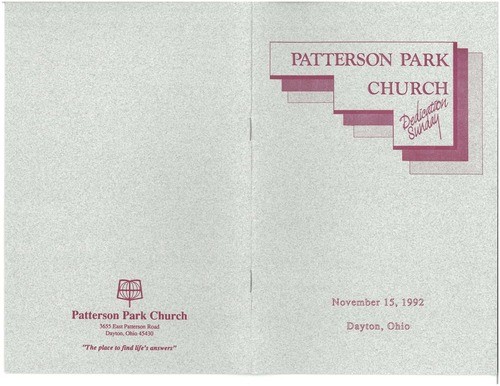 PATTERSON PARK
CHURCH
Dedication
Sunday
November 15, 1992
Dayton, Ohio
Patterson Park Church
3655 East Patterson Road
Dayton, Ohio 45430
"The place to find life's answers"